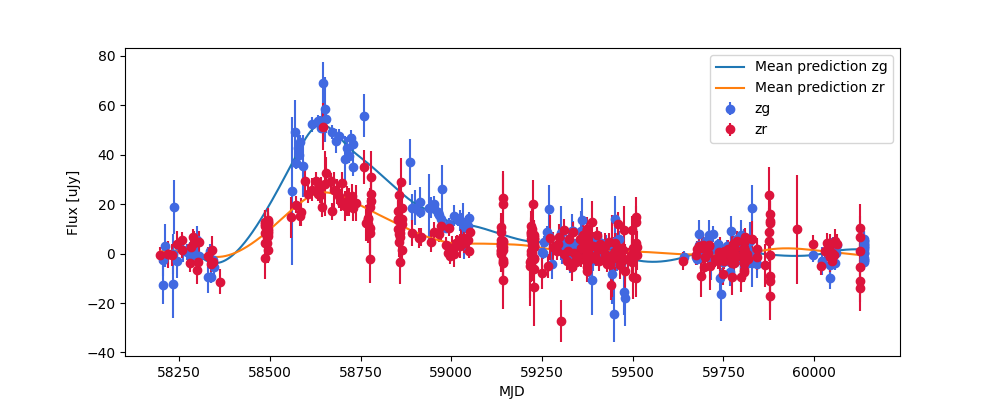 80
60
40
20
0
−20
−40
Flux [uJy]
58250
58500
58750
59000
59250
59500
59750
60000
MJD
Mean prediction zg
Mean prediction zr
zg
zr